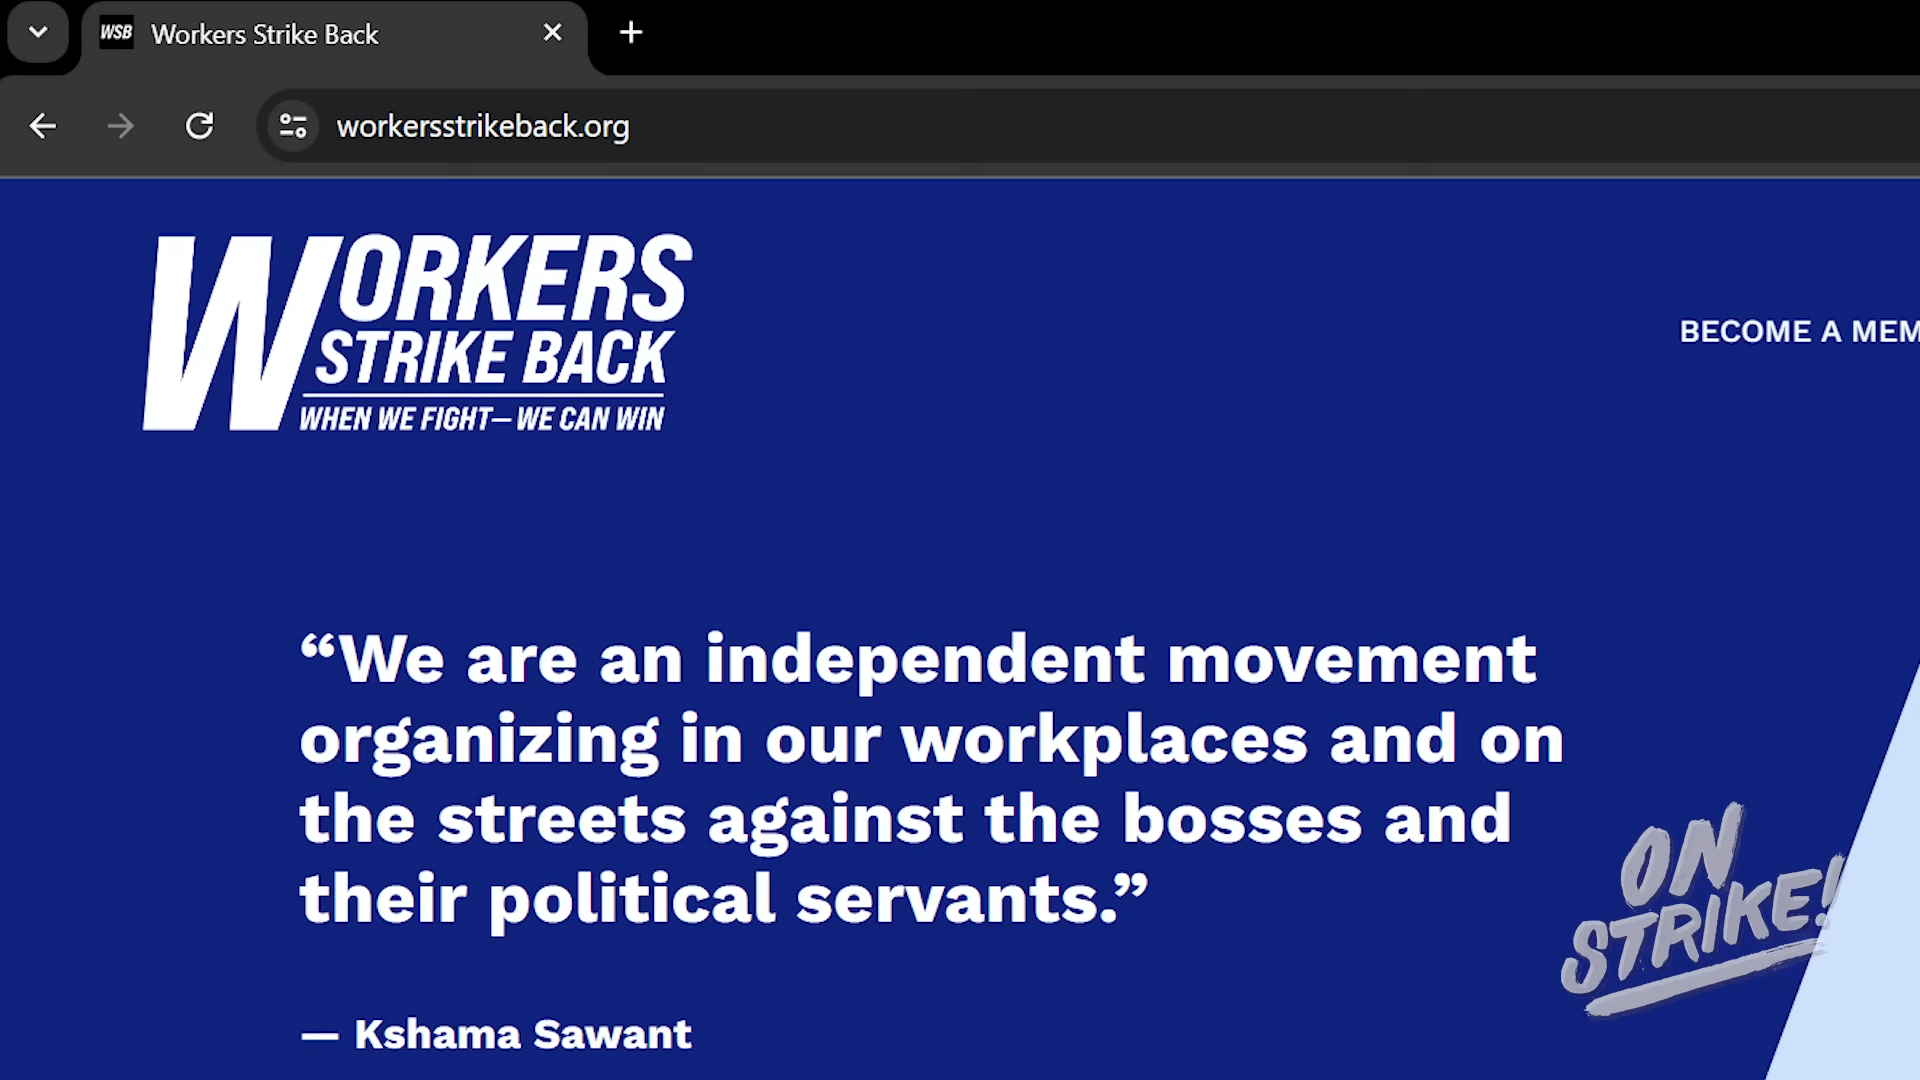 WSB Workers Strike Back
workersstrikeback.org
WORKERS
STRIKE BACK
WHEN WE FIGHT—WE CAN WIN
BECOME A MEM
“We are an independent movement
organizing in our workplaces and on
the streets against the bosses and
their political servants.”
— Kshama Sawant
ON
STRIKE!